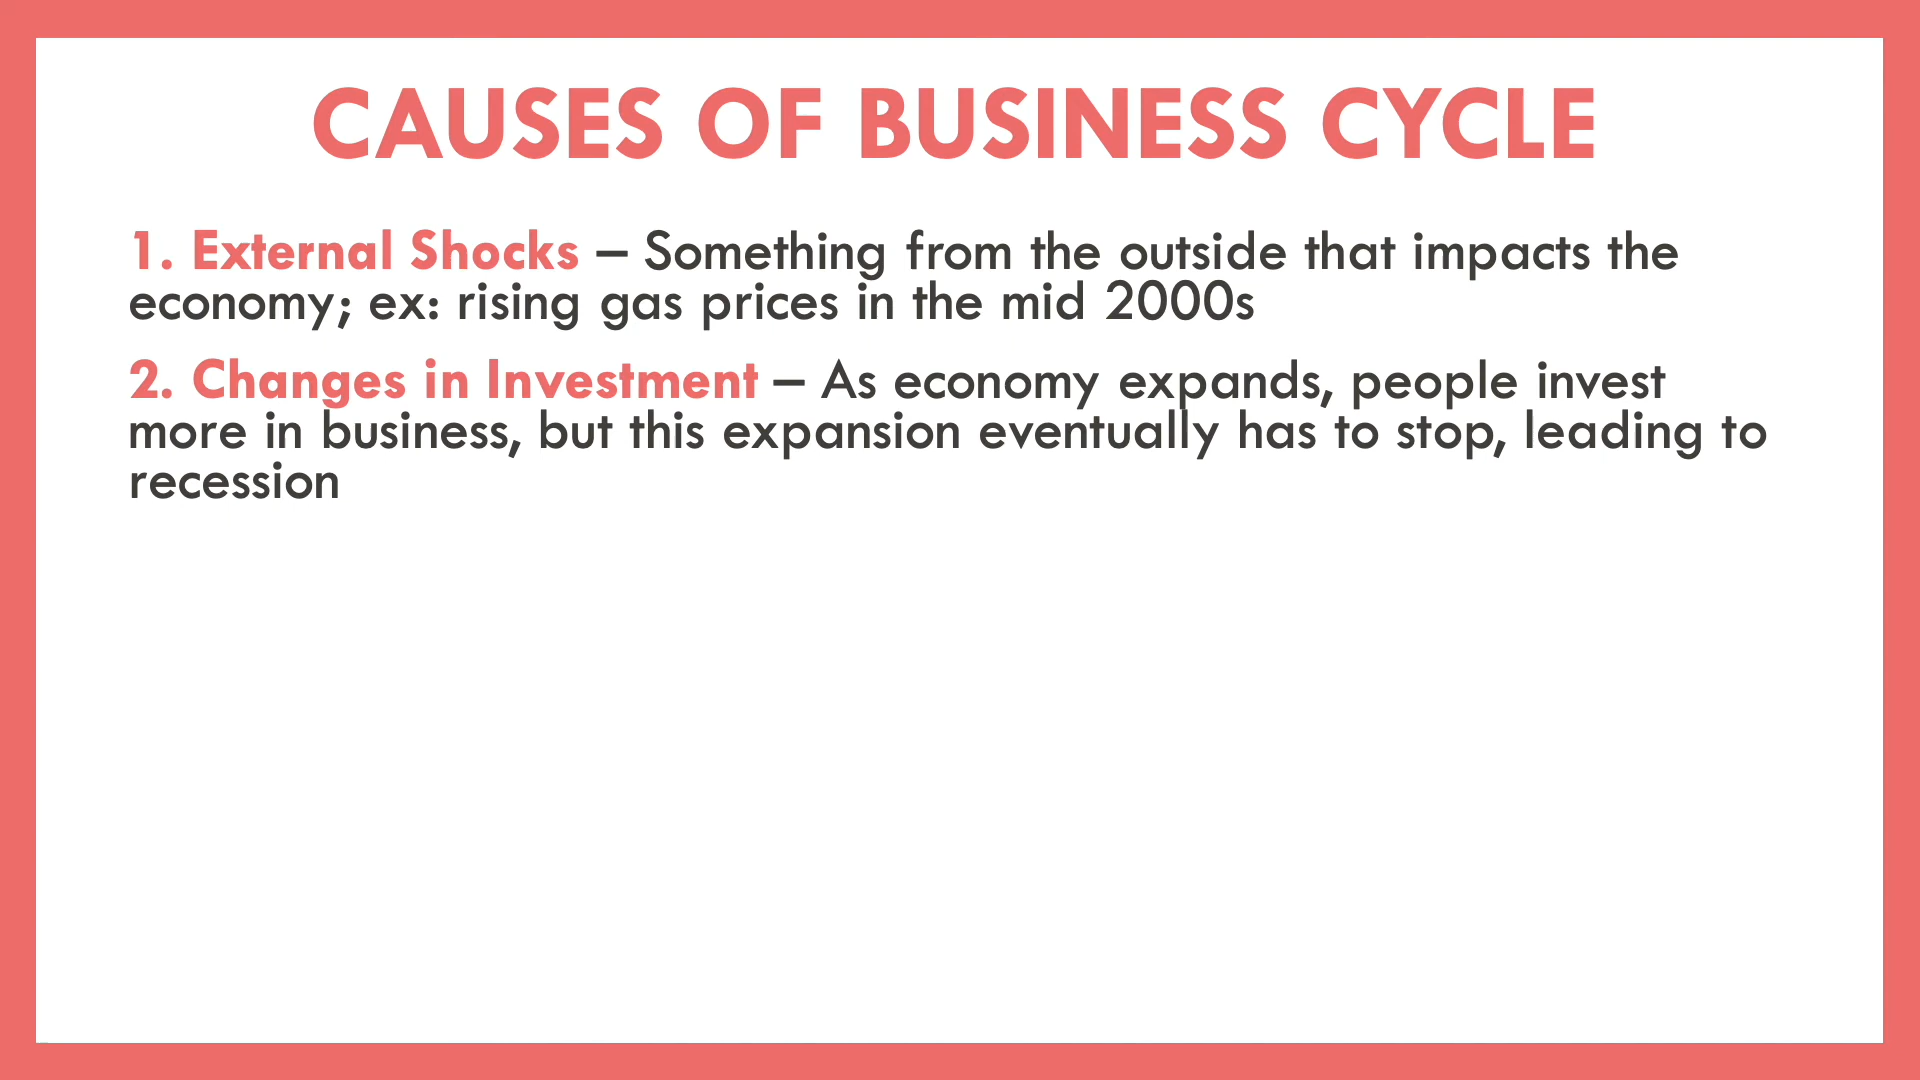 CAUSES OF BUSINESS CYCLE
1. External Shocks – Something from the outside that impacts the
economy; ex: rising gas prices in the mid 2000s
2. Changes in Investment – As economy expands, people invest
more in business, but this expansion eventually has to stop, leading to
recession